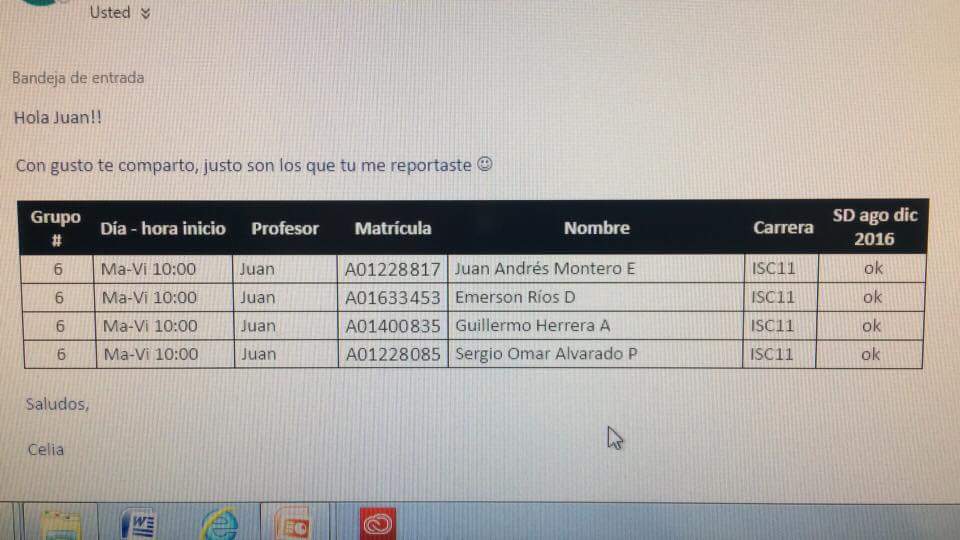 Usted
Bandeja de entrada
Hola Juan!!
Con gusto te comparto, justo son los que tu me reportaste ☺
Grupo # Día - hora inicio Profesor Matrícula Nombre Carrera SD ago dic 2016
6 Ma-Vi 10:00 Juan A01228817 Juan Andrés Montero E ISC11 ok
6 Ma-Vi 10:00 Juan A01633453 Emerson Ríos D ISC11 ok
6 Ma-Vi 10:00 Juan A01400835 Guillermo Herrera A ISC11 ok
6 Ma-Vi 10:00 Juan A01228085 Sergio Omar Alvarado P ISC11 ok
Saludos,
Celia